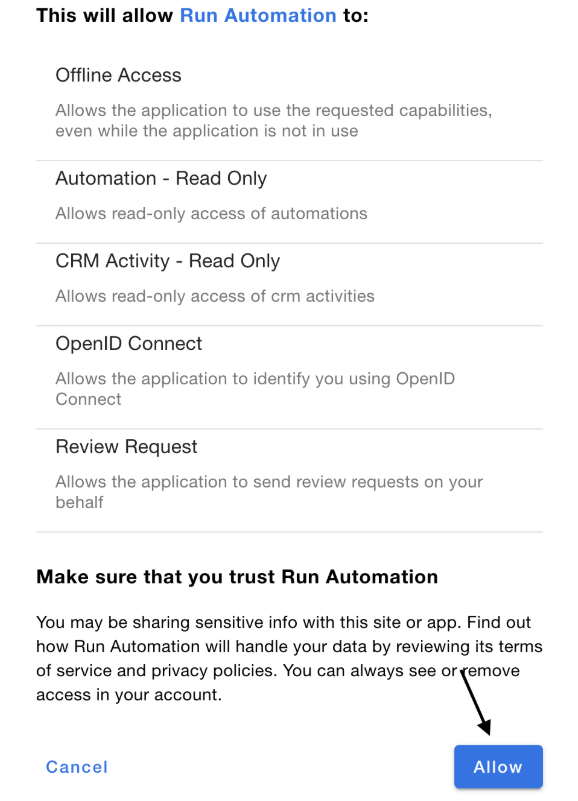 This will allow Run Automation to:
Offline Access
Allows the application to use the requested capabilities,
even while the application is not in use
Automation - Read Only
Allows read-only access of automations
CRM Activity - Read Only
Allows read-only access of crm activities
OpenID Connect
Allows the application to identify you using OpenID
Connect
Review Request
Allows the application to send review requests on your
behalf
Make sure that you trust Run Automation
You may be sharing sensitive info with this site or app. Find out
how Run Automation will handle your data by reviewing its terms
of service and privacy policies. You can always see or remove
access in your account.
Cancel
Allow